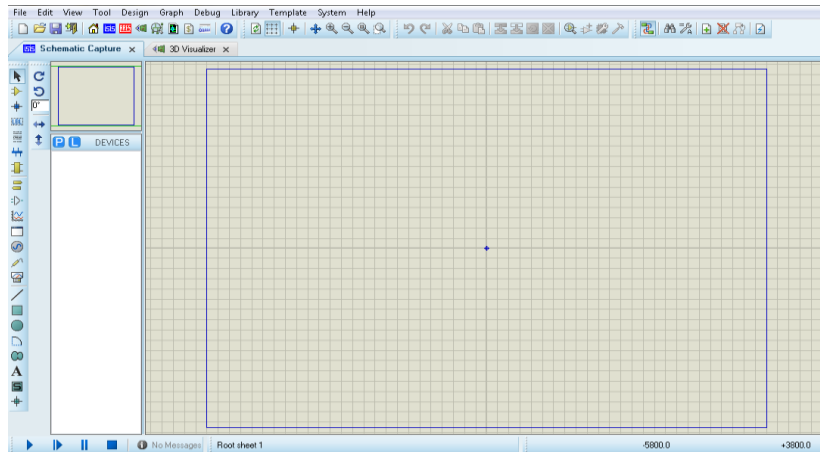 File Edit View Tool Design Graph Debug Library Template System Help
Schematic Capture × 3D Visualizer ×
0°
P L DEVICES
A
No Messages Root sheet 1 -5800.0 +3800.0